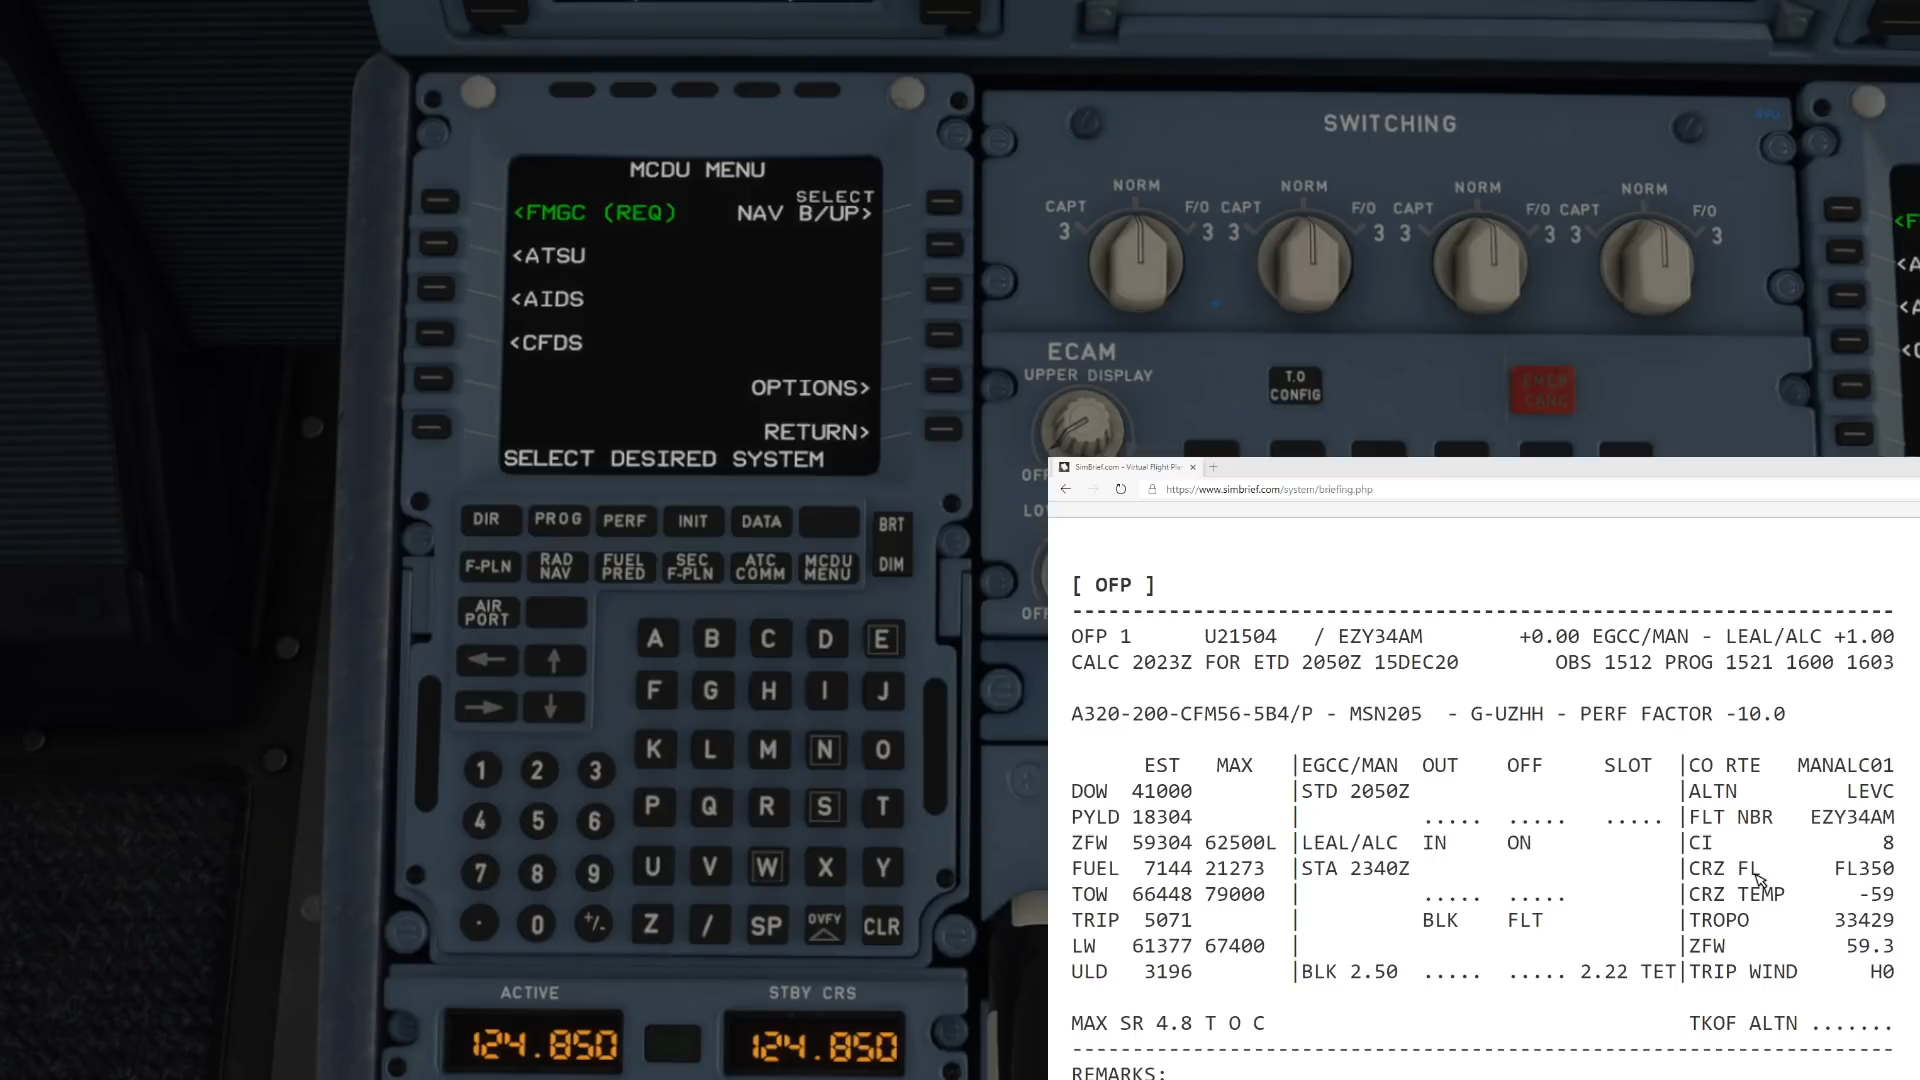 MCDU MENU
SELECT
<FMGC (REQ) NAV B/UP>
<ATSU
<AIDS
<CFDS
OPTIONS>
RETURN>
SELECT DESIRED SYSTEM
DIR PROG PERF INIT DATA BRT
F-PLN RAD NAV FUEL PRED SEC F-PLN ATC COMM MCDU MENU DIM
AIR PORT
A B C D E
F G H I J
K L M N O
1 2 3
P Q R S T
4 5 6
U V W X Y
7 8 9
Z / SP OVFY CLR
. 0 +/-
ACTIVE STBY CRS
124.850 124.850
SWITCHING
NORM NORM NORM NORM
CAPT F/O CAPT F/O CAPT F/O CAPT F/O
3 3 3 3 3 3 3 3
ECAM
UPPER DISPLAY
T.O CONFIG
EMER CANC
SimBrief.com - Virtual Flight Pla
https://www.simbrief.com/system/briefing.php
[ OFP ]
--------------------------------------------------------------------
OFP 1 U21504 / EZY34AM +0.00 EGCC/MAN - LEAL/ALC +1.00
CALC 2023Z FOR ETD 2050Z 15DEC20 OBS 1512 PROG 1521 1600 1603
A320-200-CFM56-5B4/P - MSN205 - G-UZHH - PERF FACTOR -10.0
EST MAX |EGCC/MAN OUT OFF SLOT |CO RTE MANALC01
DOW 41000 |STD 2050Z |ALTN LEVC
PYLD 18304 | ..... ..... ..... |FLT NBR EZY34AM
ZFW 59304 62500L |LEAL/ALC IN ON |CI 8
FUEL 7144 21273 |STA 2340Z |CRZ FL FL350
TOW 66448 79000 | ..... ..... |CRZ TEMP -59
TRIP 5071 | BLK FLT |TROPO 33429
LW 61377 67400 | |ZFW 59.3
ULD 3196 |BLK 2.50 ..... ..... 2.22 TET|TRIP WIND H0
MAX SR 4.8 T O C TKOF ALTN .......
--------------------------------------------------------------------
REMARKS: